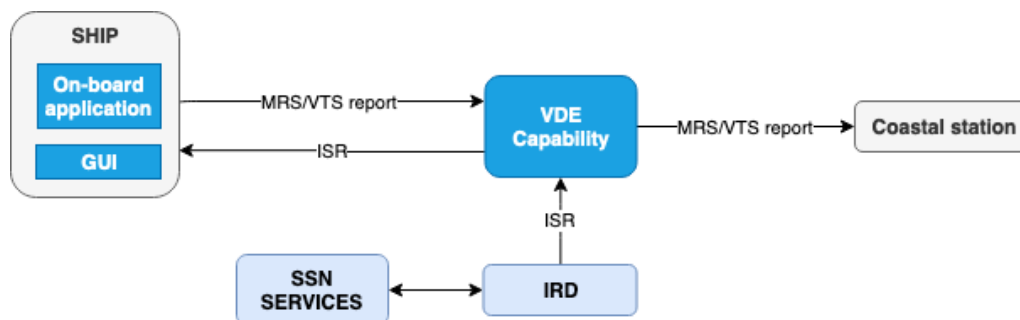 SHIP
On-board
application
GUI
MRS/VTS report
ISR
VDE
Capability
MRS/VTS report
Coastal station
ISR
SSN
SERVICES
IRD